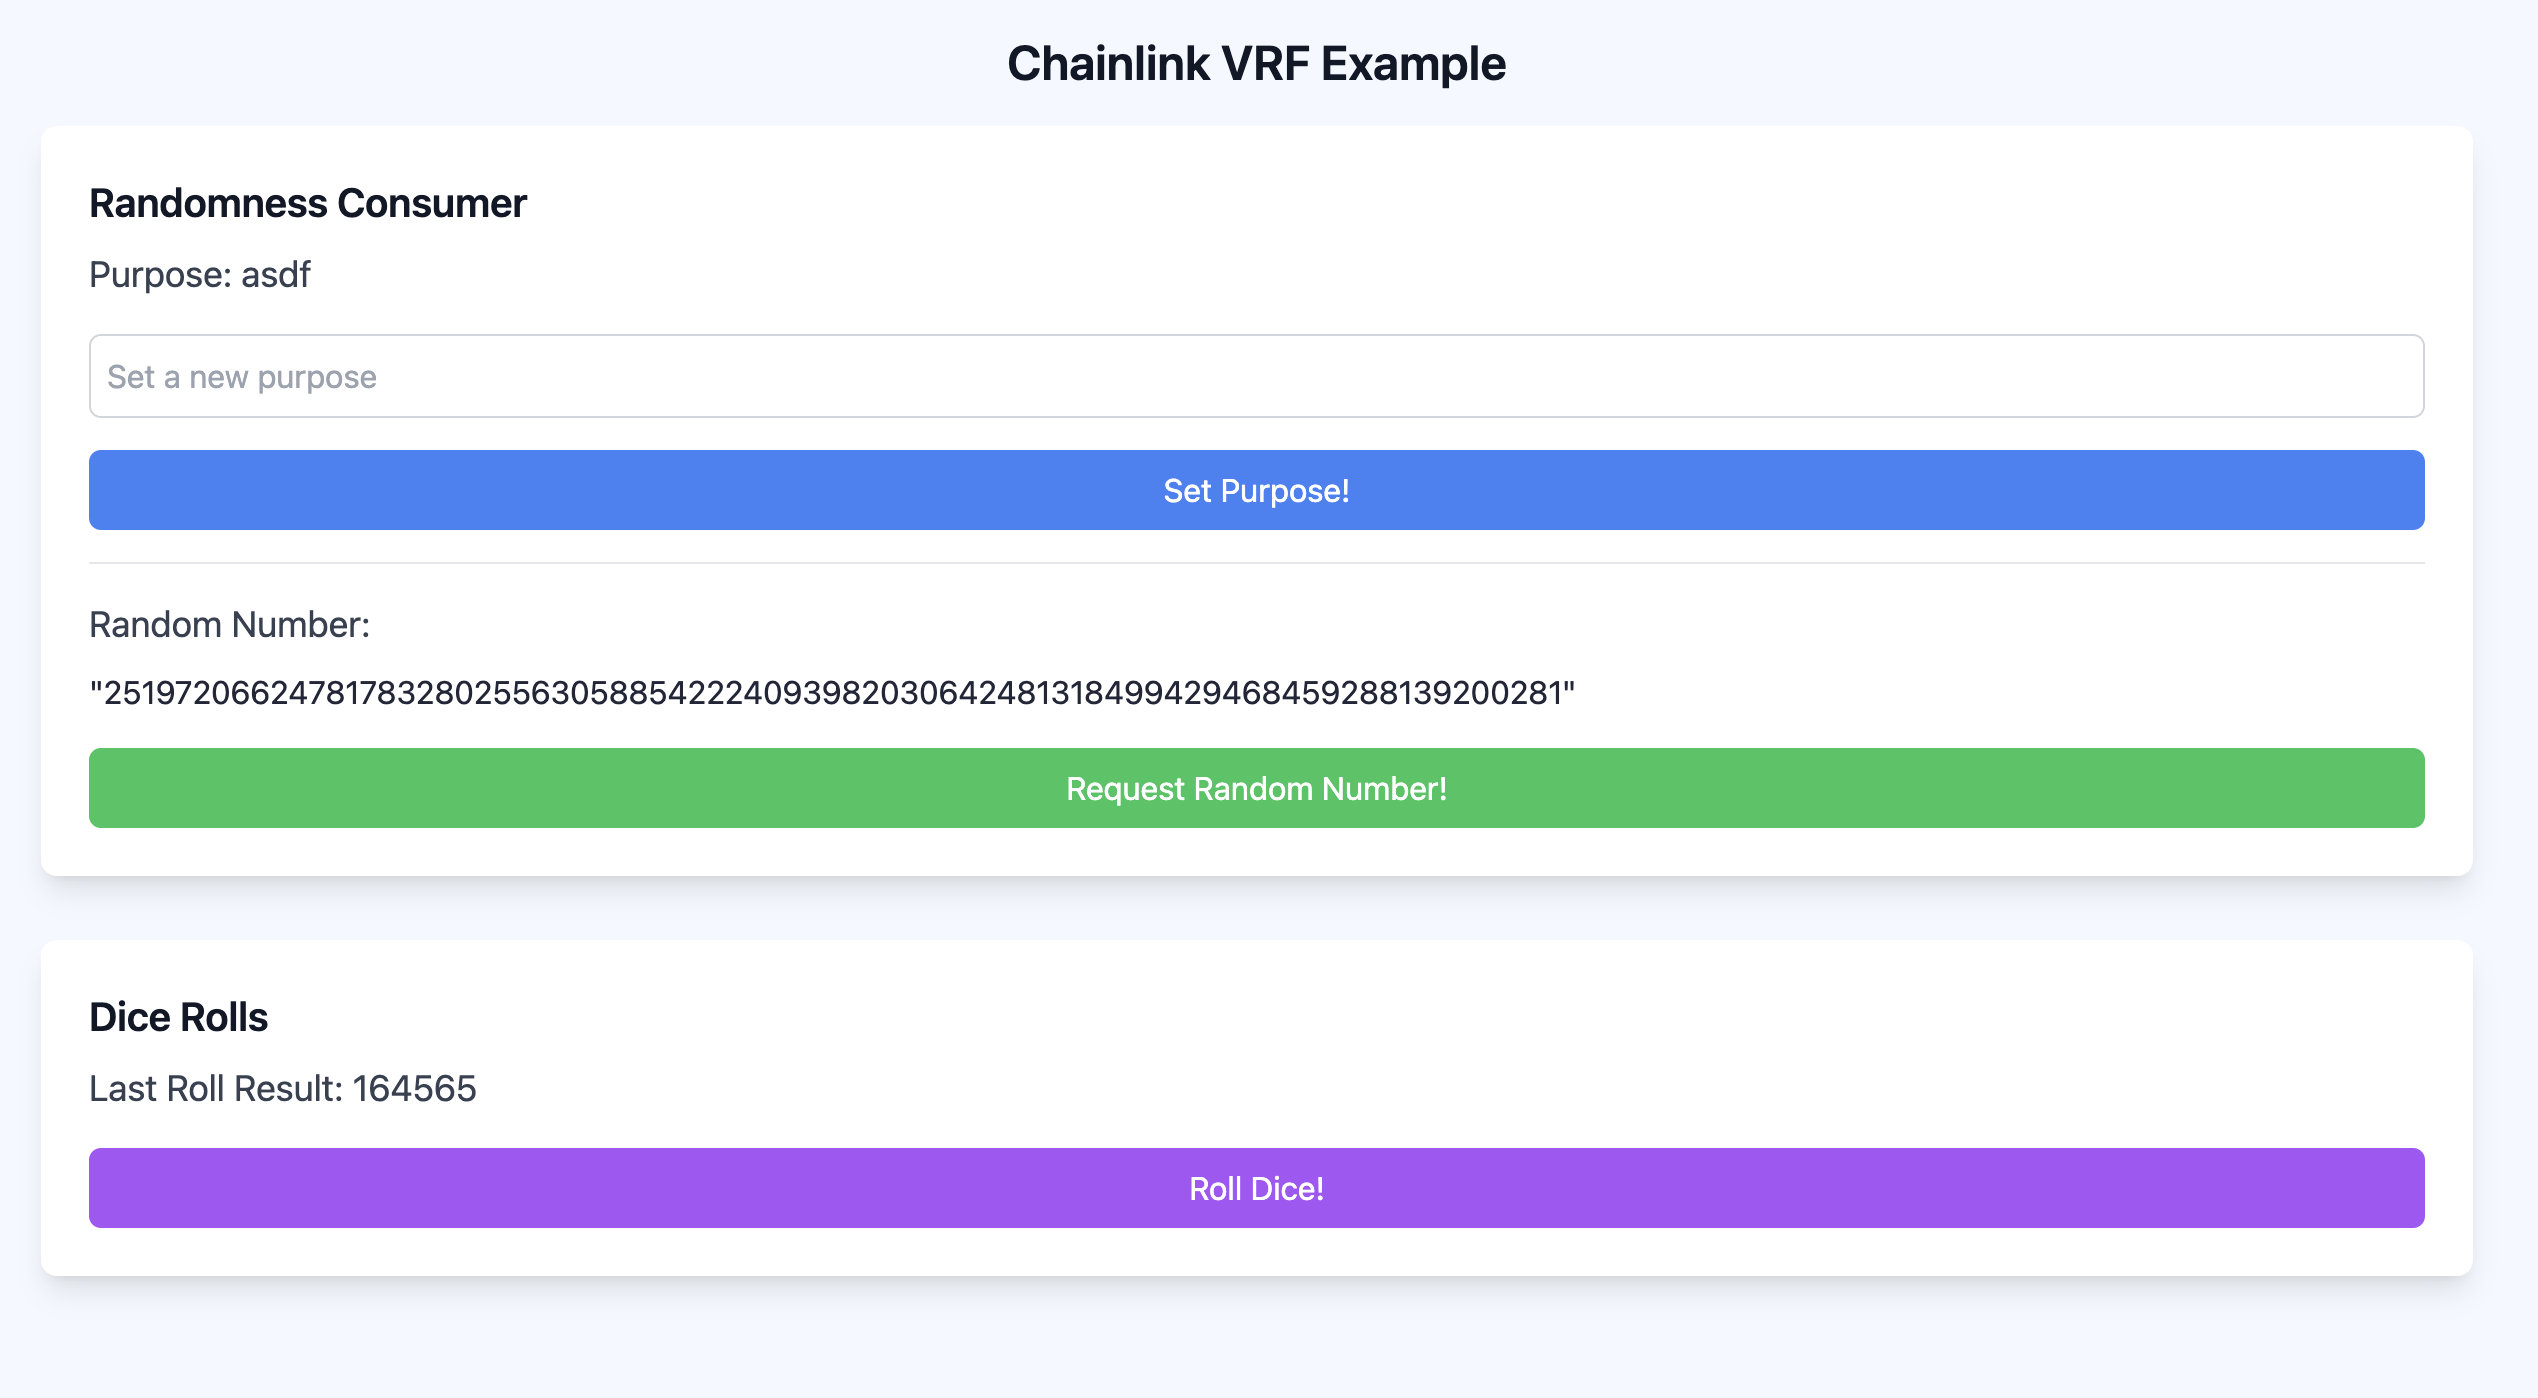 Chainlink VRF Example
Randomness Consumer
Purpose: asdf
Set a new purpose
Set Purpose!
Random Number:
"25197206624781783280255630588542224093982030642481318499429468459288139200281"
Request Random Number!
Dice Rolls
Last Roll Result: 164565
Roll Dice!